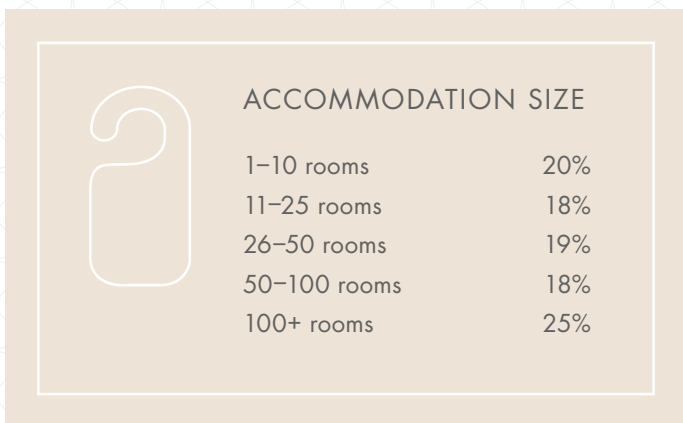 ACCOMMODATION SIZE
1–10 rooms 20%
11–25 rooms 18%
26–50 rooms 19%
50–100 rooms 18%
100+ rooms 25%